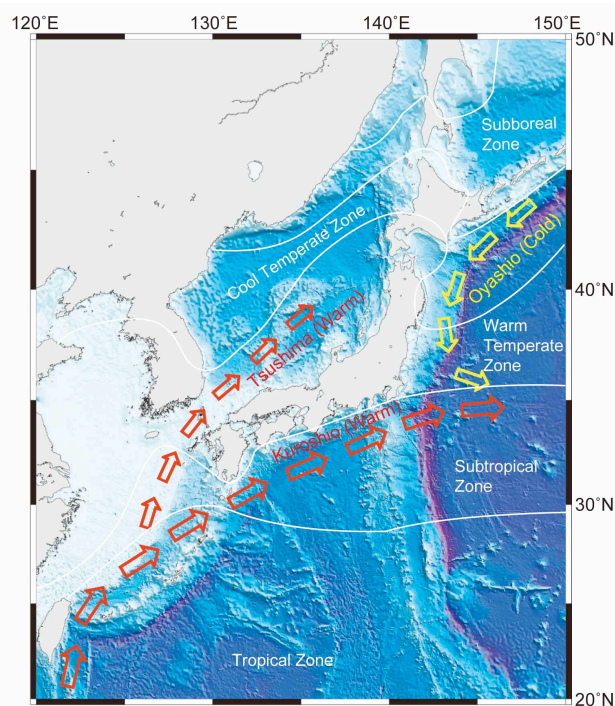 120°E
130°E
140°E
150°E
50°N
Subboreal
Zone
Oyashio (Cold)
Cool Temperate Zone
40°N
Tsushima (Warm)
Warm
Temperate
Zone
Kuroshio (Warm)
Subtropical
Zone
30°N
Tropical Zone
20°N